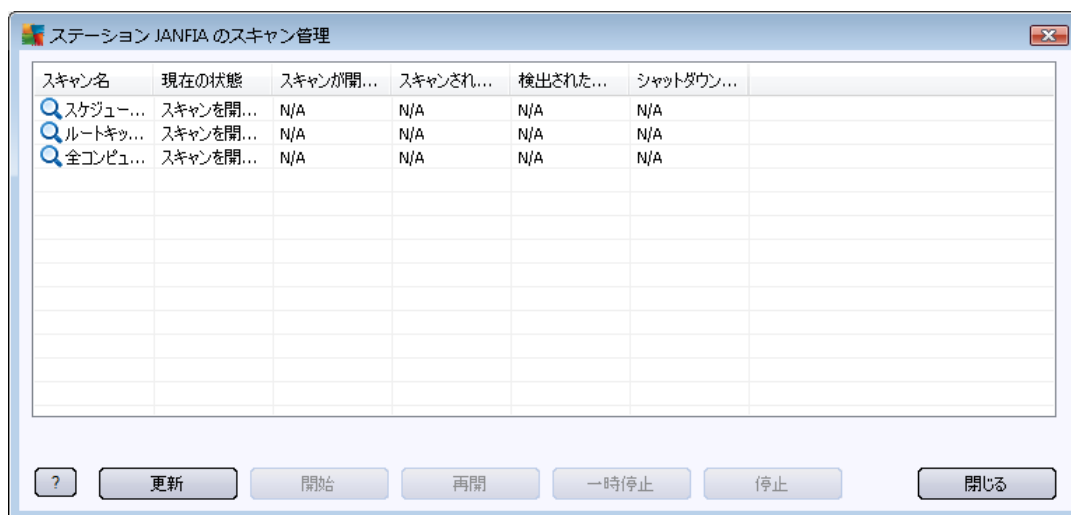 ステーション JANFIA のスキャン管理
スキャン名 現在の状態 スキャンが開... スキャンされ... 検出された... シャットダウン...
スケジュー... スキャンを開... N/A N/A N/A N/A
ルートキッ... スキャンを開... N/A N/A N/A N/A
全コンピュ... スキャンを開... N/A N/A N/A N/A
? 更新 開始 再開 一時停止 停止 閉じる